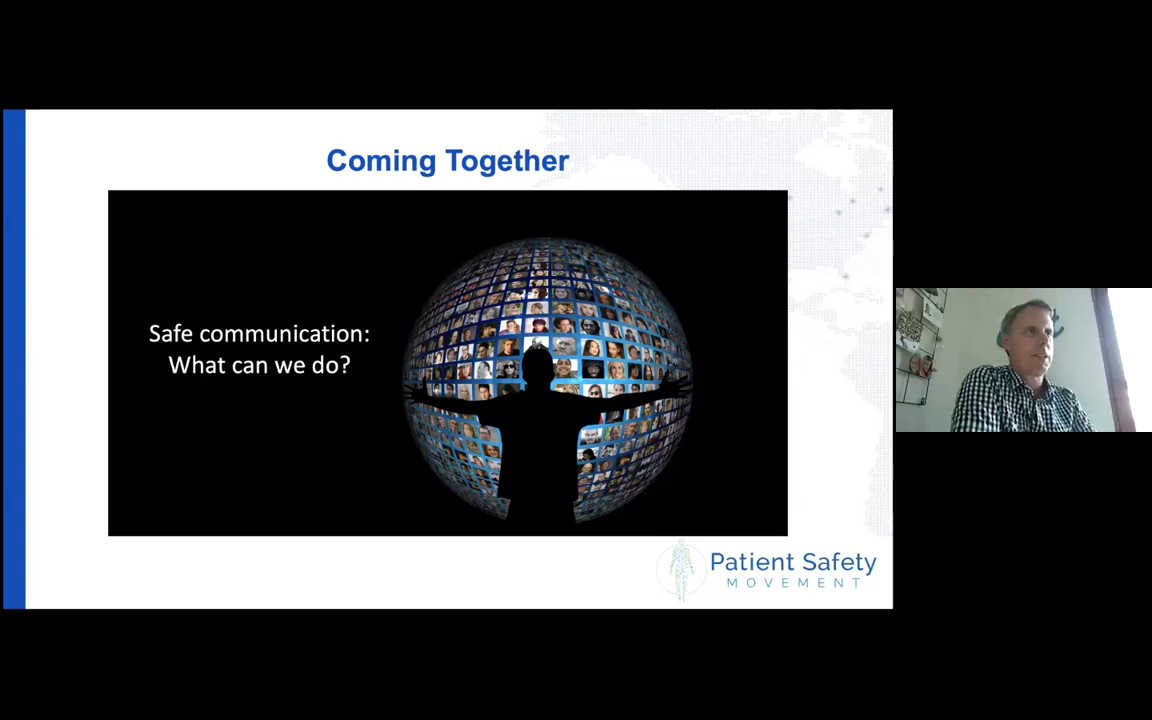 Coming Together
Safe communication:
What can we do?
Patient Safety
MOVEMENT